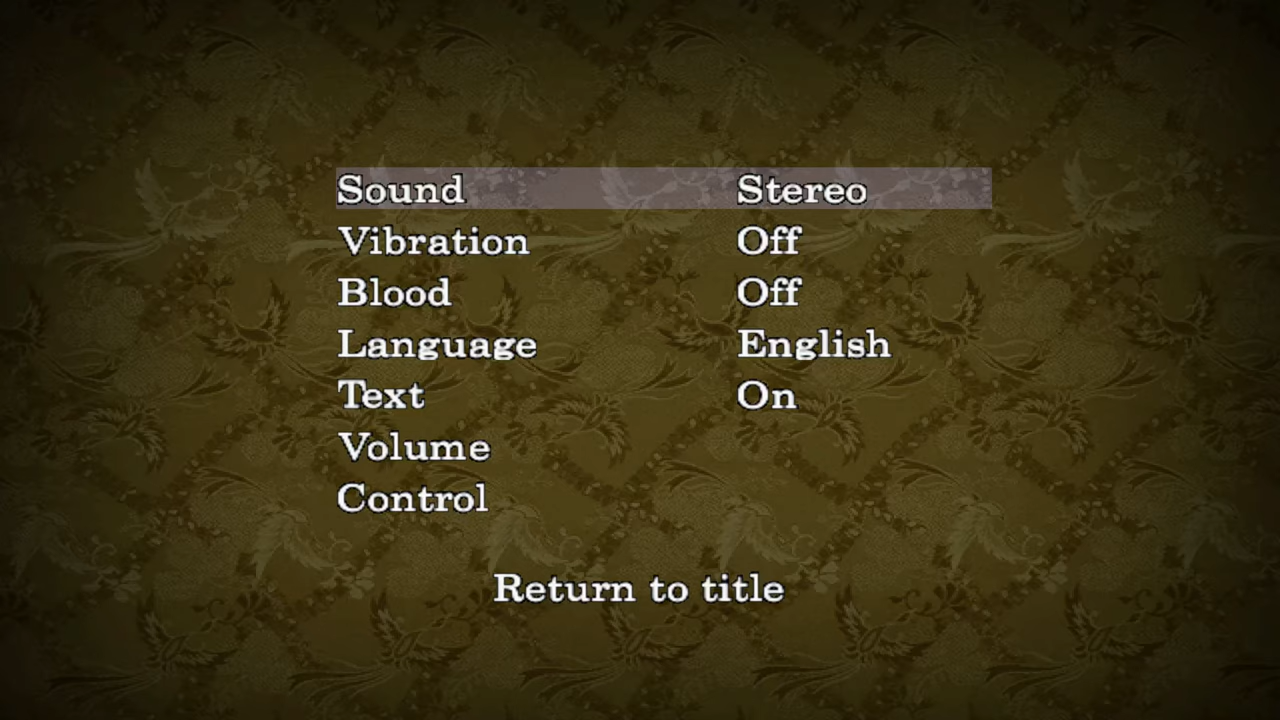 Sound Stereo
Vibration Off
Blood Off
Language English
Text On
Volume
Control
Return to title